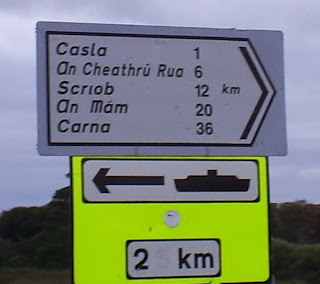 Casla 1
An Cheathrú Rua 6
Scríob 12 km
An Mám 20
Carna 36
2 km